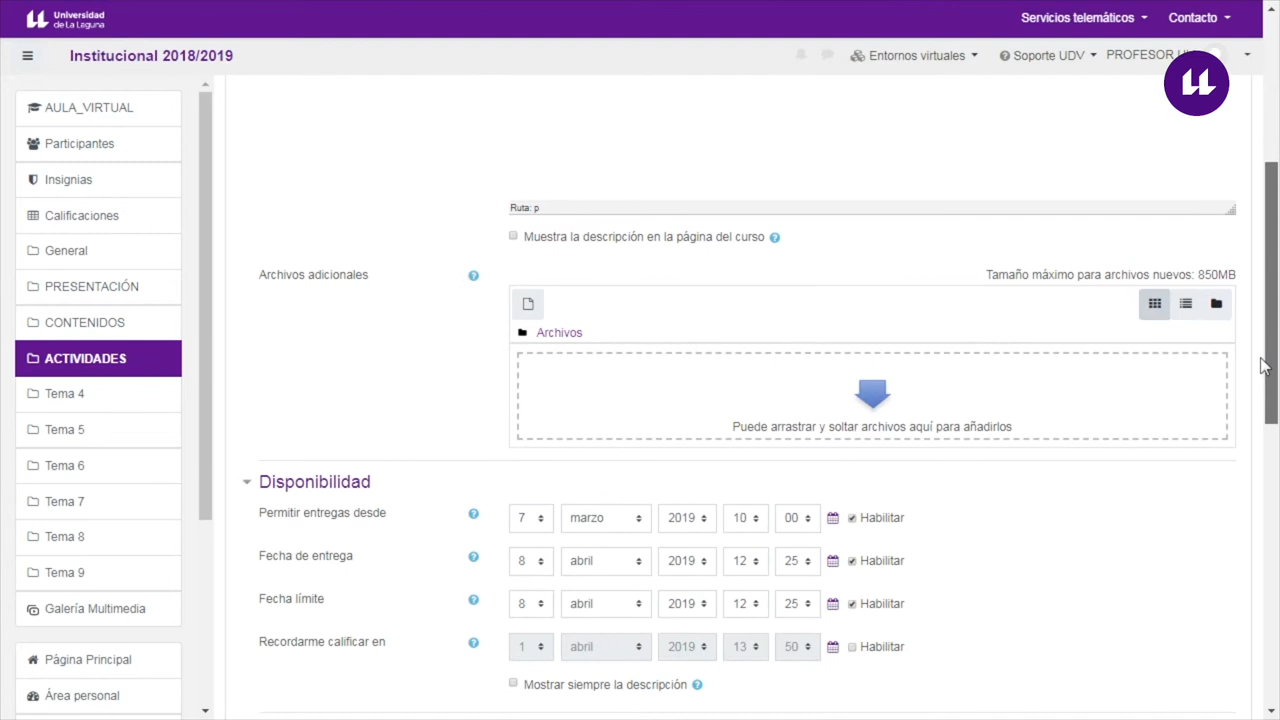 Universidad
de La Laguna
Servicios telemáticos
Contacto
Institucional 2018/2019
Entornos virtuales
Soporte UDV
PROFESOR
AULA_VIRTUAL
Participantes
Insignias
Calificaciones
General
PRESENTACIÓN
CONTENIDOS
ACTIVIDADES
Tema 4
Tema 5
Tema 6
Tema 7
Tema 8
Tema 9
Galería Multimedia
Página Principal
Área personal
Ruta: p
Muestra la descripción en la página del curso
Archivos adicionales
Tamaño máximo para archivos nuevos: 850MB
Archivos
Puede arrastrar y soltar archivos aquí para añadirlos
Disponibilidad
Permitir entregas desde 7 marzo 2019 10 00 Habilitar
Fecha de entrega 8 abril 2019 12 25 Habilitar
Fecha límite 8 abril 2019 12 25 Habilitar
Recordarme calificar en 1 abril 2019 13 50 Habilitar
Mostrar siempre la descripción